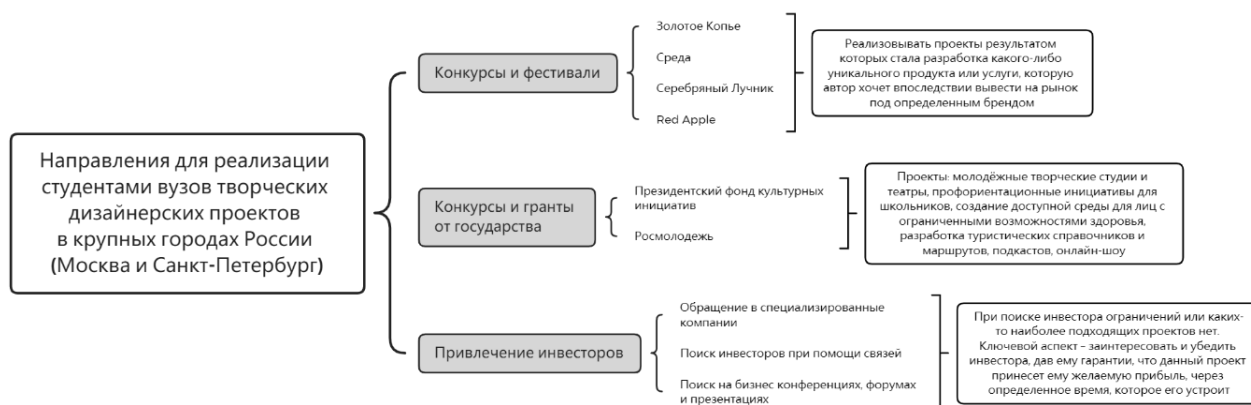 Направления для реализации
студентами вузов творческих
дизайнерских проектов
в крупных городах России
(Москва и Санкт-Петербург)
Конкурсы и фестивали
Золотое Копье
Среда
Серебряный Лучник
Red Apple
Реализовывать проекты результатом
которых стала разработка какого-либо
уникального продукта или услуги, которую
автор хочет впоследствии вывести на рынок
под определенным брендом
Конкурсы и гранты
от государства
Президентский фонд культурных
инициатив
Росмолодежь
Проекты: молодёжные творческие студии и
театры, профориентационные инициативы для
школьников, создание доступной среды для лиц с
ограниченными возможностями здоровья,
разработка туристических справочников и
маршрутов, подкастов, онлайн-шоу
Привлечение инвесторов
Обращение в специализированные
компании
Поиск инвесторов при помощи связей
Поиск на бизнес конференциях, форумах
и презентациях
При поиске инвестора ограничений или каких-
то наиболее подходящих проектов нет.
Ключевой аспект – заинтересовать и убедить
инвестора, дав ему гарантии, что данный проект
принесет ему желаемую прибыль, через
определенное время, которое его устроит